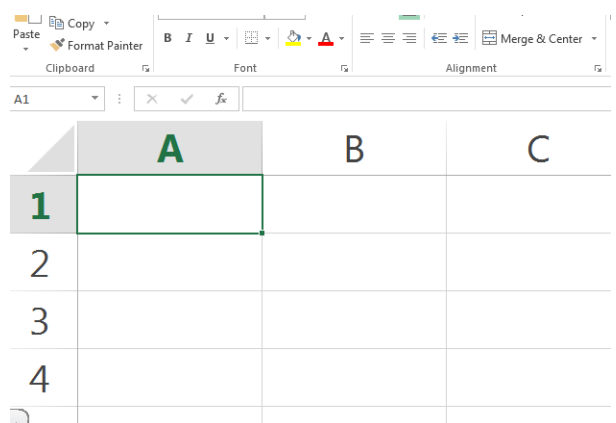 Copy
Paste
Format Painter
B I U A Merge & Center
Clipboard Font Alignment
A1 fx
A B C
1
2
3
4